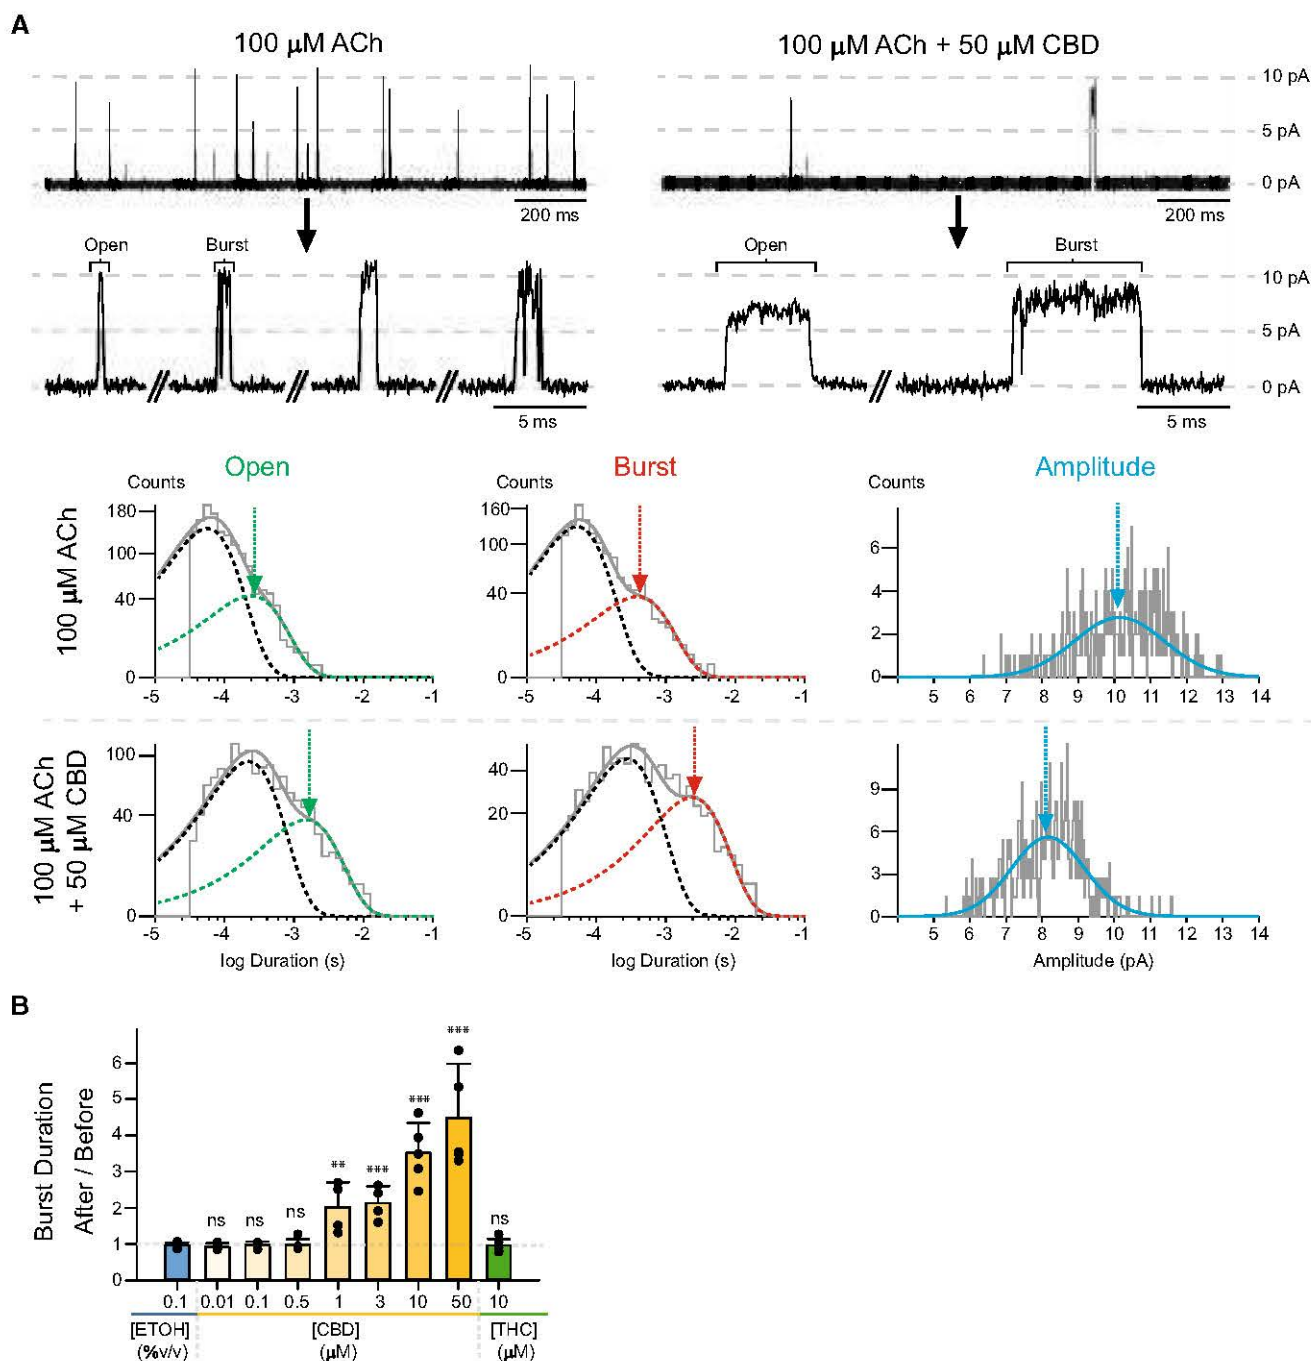 A
100 μM ACh
100 μM ACh + 50 μM CBD
10 pA
5 pA
0 pA
200 ms
200 ms
Open
Burst
Open
Burst
10 pA
5 pA
0 pA
5 ms
5 ms
Open
Burst
Amplitude
Counts
Counts
Counts
100 μM ACh
180
100
40
0
-5 -4 -3 -2 -1
160
100
40
0
-5 -4 -3 -2 -1
6
4
2
0
5 6 7 8 9 10 11 12 13 14
100 μM ACh
+ 50 μM CBD
100
40
0
-5 -4 -3 -2 -1
log Duration (s)
40
20
0
-5 -4 -3 -2 -1
log Duration (s)
9
6
3
0
5 6 7 8 9 10 11 12 13 14
Amplitude (pA)
B
Burst Duration
After / Before
6
5
4
3
2
1
0
ns
ns
ns
**
***
***
***
ns
0.1 0.01 0.1 0.5 1 3 10 50 10
[ETOH] [CBD] [THC]
(%v/v) (μM) (μM)